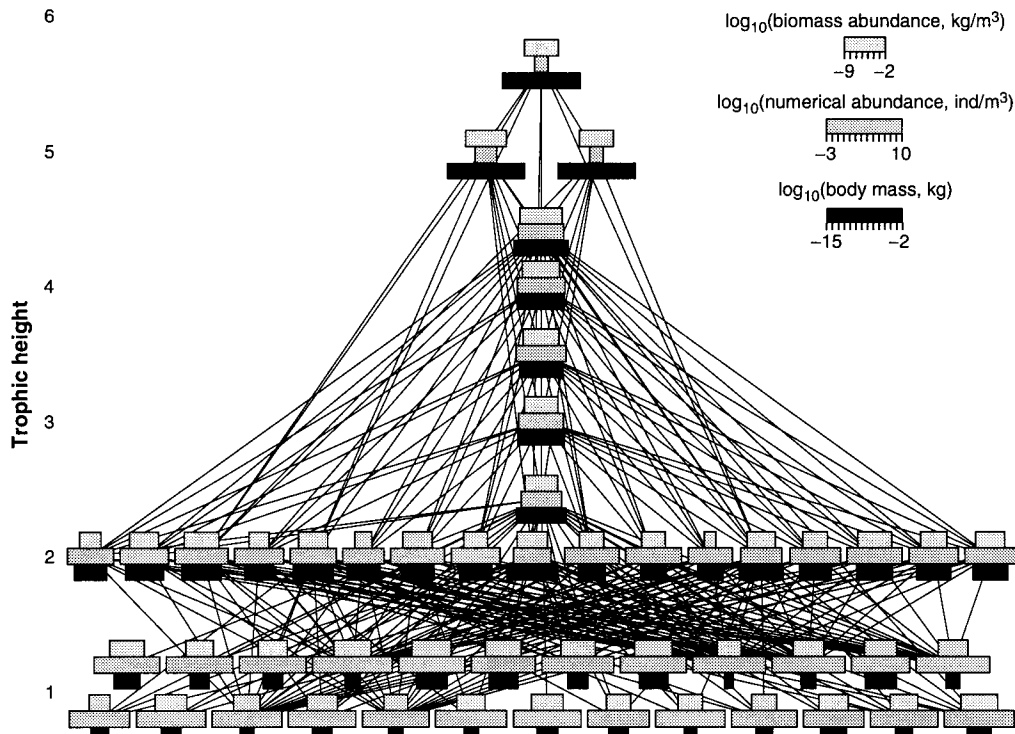 6
5
4
3
2
1
Trophic height
log10(biomass abundance, kg/m³)
−9 −2
log10(numerical abundance, ind/m³)
−3 10
log10(body mass, kg)
−15 −2